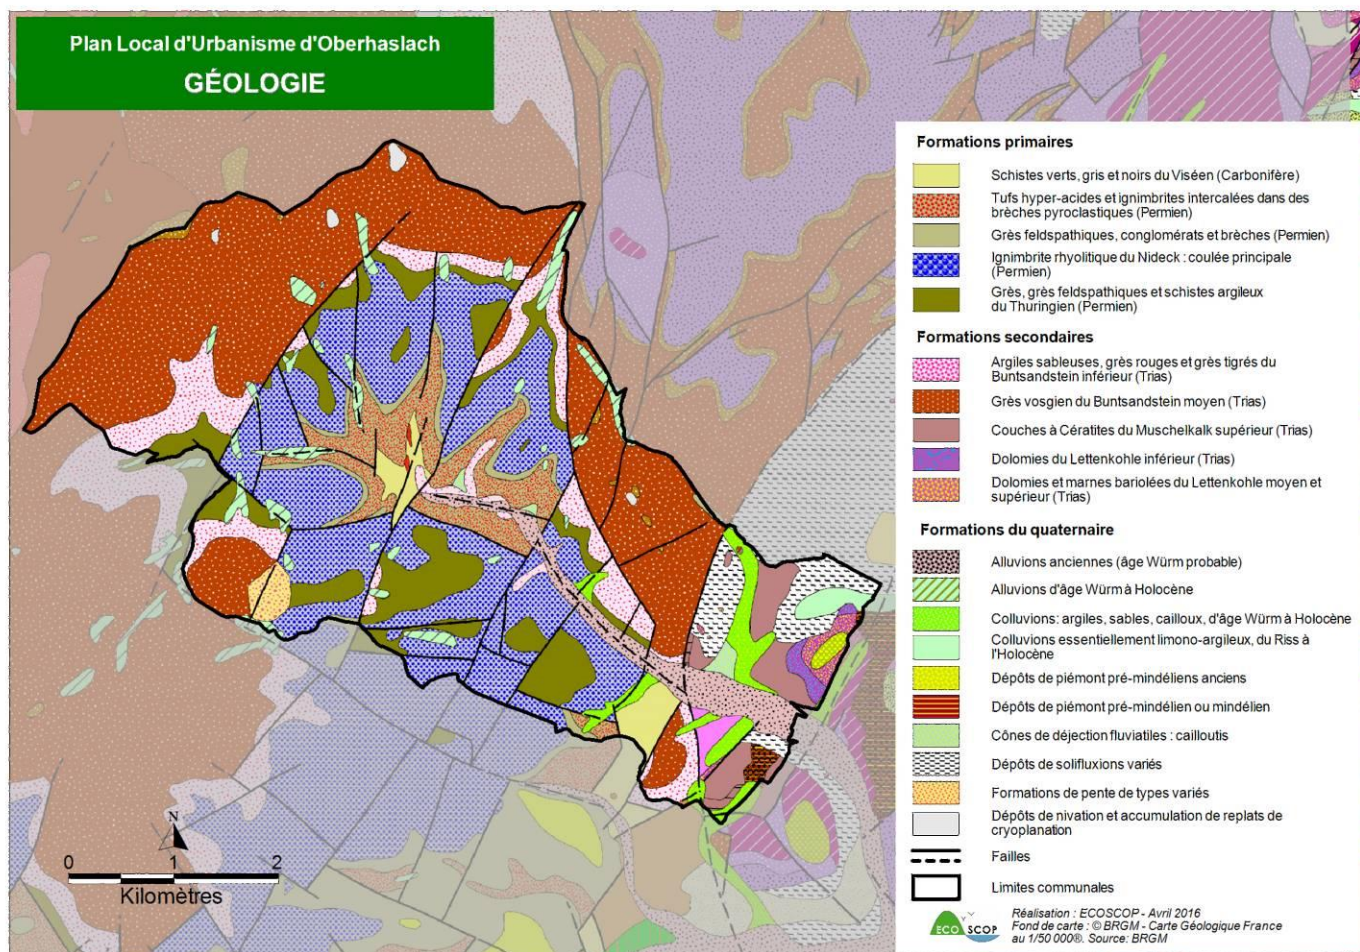 Plan Local d'Urbanisme d'Oberhaslach
GÉOLOGIE
Formations primaires
Schistes verts, gris et noirs du Viséen (Carbonifère)
Tufs hyper-acides et ignimbrites intercalées dans des
brèches pyroclastiques (Permien)
Grès feldspathiques, conglomérats et brèches (Permien)
Ignimbrite rhyolitique du Nideck : coulée principale
(Permien)
Grès, grès feldspathiques et schistes argileux
du Thuringien (Permien)
Formations secondaires
Argiles sableuses, grès rouges et grès tigrés du
Buntsandstein inférieur (Trias)
Grès vosgien du Buntsandstein moyen (Trias)
Couches à Cératites du Muschelkalk supérieur (Trias)
Dolomies du Lettenkohle inférieur (Trias)
Dolomies et marnes bariolées du Lettenkohle moyen et
supérieur (Trias)
Formations du quaternaire
Alluvions anciennes (âge Würm probable)
Alluvions d'âge Würm à Holocène
Colluvions: argiles, sables, cailloux, d'âge Würm à Holocène
Colluvions essentiellement limono-argileux, du Riss à
l'Holocène
Dépôts de piémont pré-mindéliens anciens
Dépôts de piémont pré-mindélien ou mindélien
Cônes de déjection fluviatiles : cailloutis
Dépôts de solifluxions variés
Formations de pente de types variés
Dépôts de nivation et accumulation de replats de
cryoplanation
Failles
Limites communales
N
0 1 2
Kilomètres
ECO SCOP
Réalisation : ECOSCOP - Avril 2016
Fond de carte : © BRGM - Carte Géologique France
au 1/50 000®. Source: BRGM